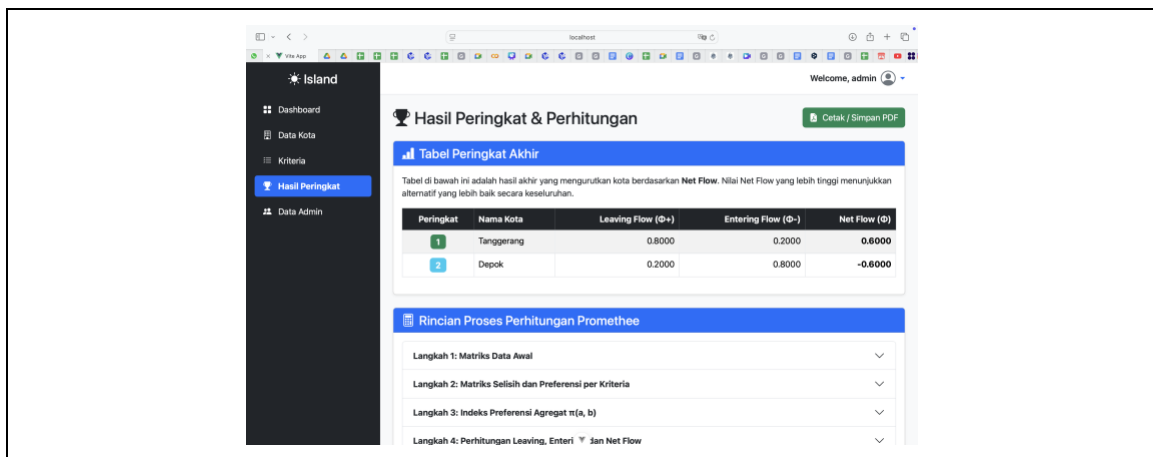 localhost
Vite App
Island
Welcome, admin
Dashboard
Data Kota
Kriteria
Hasil Peringkat
Data Admin
Hasil Peringkat & Perhitungan
Cetak / Simpan PDF
Tabel Peringkat Akhir
Tabel di bawah ini adalah hasil akhir yang mengurutkan kota berdasarkan Net Flow. Nilai Net Flow yang lebih tinggi menunjukkan
alternatif yang lebih baik secara keseluruhan.
Peringkat Nama Kota Leaving Flow (Φ+) Entering Flow (Φ-) Net Flow (Φ)
1 Tanggerang 0.8000 0.2000 0.6000
2 Depok 0.2000 0.8000 -0.6000
Rincian Proses Perhitungan Promethee
Langkah 1: Matriks Data Awal
Langkah 2: Matriks Selisih dan Preferensi per Kriteria
Langkah 3: Indeks Preferensi Agregat π(a, b)
Langkah 4: Perhitungan Leaving, Enteri dan Net Flow